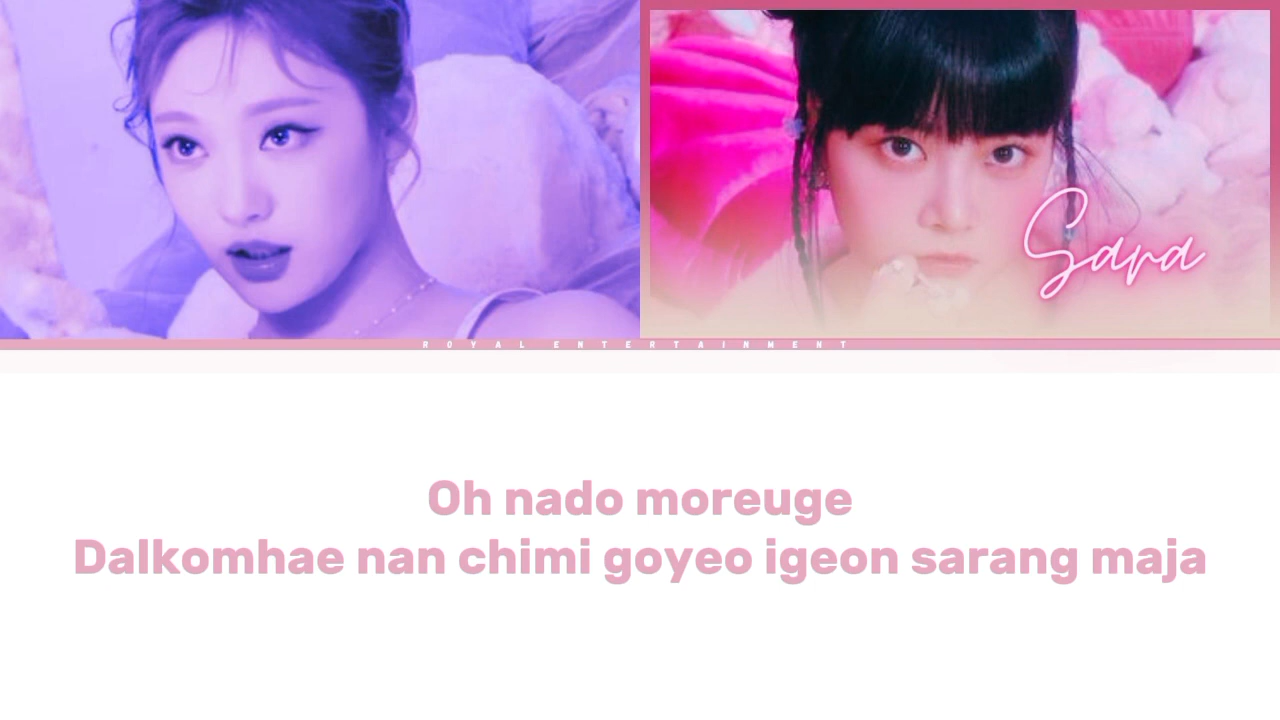 Sara
ROYAL ENTERTAINMENT
Oh nado moreuge
Dalkomhae nan chimi goyeo igeon sarang maja